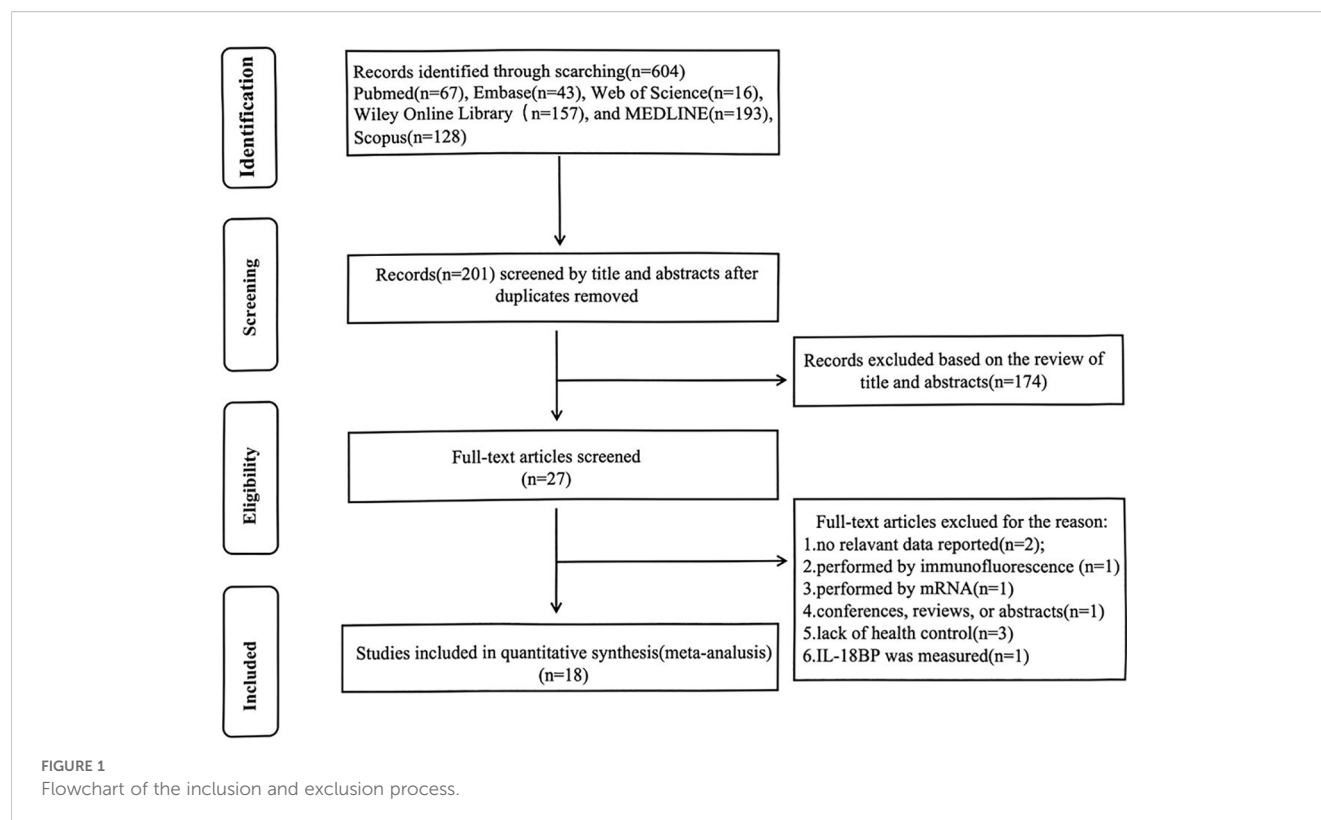 Identification
Records identified through scarching(n=604)
Pubmed(n=67), Embase(n=43), Web of Science(n=16),
Wiley Online Library（n=157), and MEDLINE(n=193),
Scopus(n=128)
Screening
Records(n=201) screened by title and abstracts after
duplicates removed
Records excluded based on the review of
title and abstracts(n=174)
Eligibility
Full-text articles screened
(n=27)
Full-text articles exclued for the reason:
1.no relavant data reported(n=2);
2.performed by immunofluorescence (n=1)
3.performed by mRNA(n=1)
4.conferences, reviews, or abstracts(n=1)
5.lack of health control(n=3)
6.IL-18BP was measured(n=1)
Included
Studies included in quantitative synthesis(meta-analusis)
(n=18)
FIGURE 1
Flowchart of the inclusion and exclusion process.